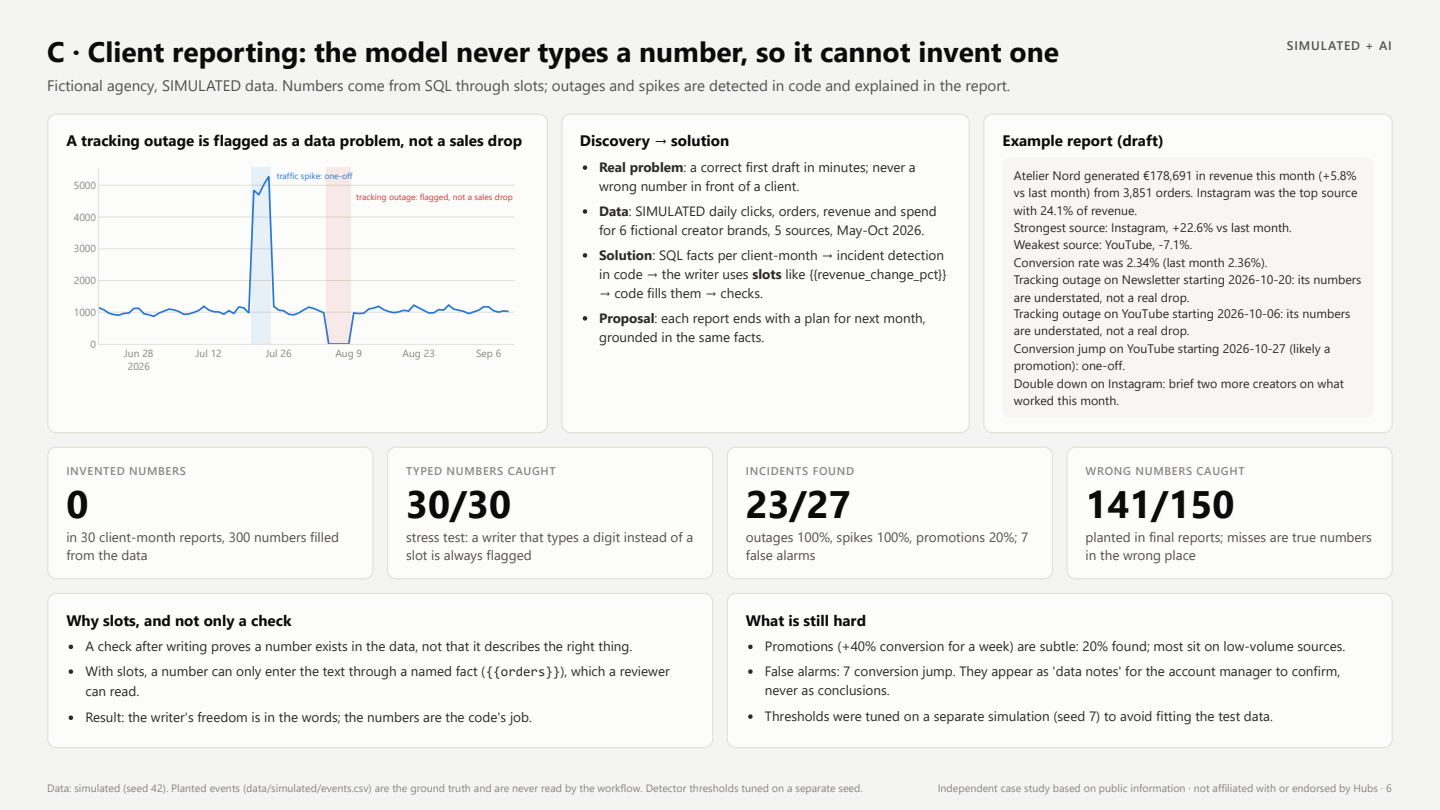 C · Client reporting: the model never types a number, so it cannot invent one
SIMULATED + AI
Fictional agency, SIMULATED data. Numbers come from SQL through slots; outages and spikes are detected in code and explained in the report.
A tracking outage is flagged as a data problem, not a sales drop
traffic spike: one-off
tracking outage: flagged, not a sales drop
5000
4000
3000
2000
1000
0
Jun 28
2026
Jul 12
Jul 26
Aug 9
Aug 23
Sep 6
Discovery → solution
• Real problem: a correct first draft in minutes; never a
wrong number in front of a client.
• Data: SIMULATED daily clicks, orders, revenue and spend
for 6 fictional creator brands, 5 sources, May-Oct 2026.
• Solution: SQL facts per client-month → incident detection
in code → the writer uses slots like {{revenue_change_pct}}
→ code fills them → checks.
• Proposal: each report ends with a plan for next month,
grounded in the same facts.
Example report (draft)
Atelier Nord generated €178,691 in revenue this month (+5.8%
vs last month) from 3,851 orders. Instagram was the top source
with 24.1% of revenue.
Strongest source: Instagram, +22.6% vs last month.
Weakest source: YouTube, -7.1%.
Conversion rate was 2.34% (last month 2.36%).
Tracking outage on Newsletter starting 2026-10-20: its numbers
are understated, not a real drop.
Tracking outage on YouTube starting 2026-10-06: its numbers
are understated, not a real drop.
Conversion jump on YouTube starting 2026-10-27 (likely a
promotion): one-off.
Double down on Instagram: brief two more creators on what
worked this month.
INVENTED NUMBERS
0
in 30 client-month reports, 300 numbers filled
from the data
TYPED NUMBERS CAUGHT
30/30
stress test: a writer that types a digit instead of a
slot is always flagged
INCIDENTS FOUND
23/27
outages 100%, spikes 100%, promotions 20%; 7
false alarms
WRONG NUMBERS CAUGHT
141/150
planted in final reports; misses are true numbers
in the wrong place
Why slots, and not only a check
• A check after writing proves a number exists in the data, not that it describes the right thing.
• With slots, a number can only enter the text through a named fact ({{orders}}), which a reviewer
can read.
• Result: the writer's freedom is in the words; the numbers are the code's job.
What is still hard
• Promotions (+40% conversion for a week) are subtle: 20% found; most sit on low-volume sources.
• False alarms: 7 conversion jump. They appear as 'data notes' for the account manager to confirm,
never as conclusions.
• Thresholds were tuned on a separate simulation (seed 7) to avoid fitting the test data.
Data: simulated (seed 42). Planted events (data/simulated/events.csv) are the ground truth and are never read by the workflow. Detector thresholds tuned on a separate seed.
Independent case study based on public information · not affiliated with or endorsed by Hubs · 6